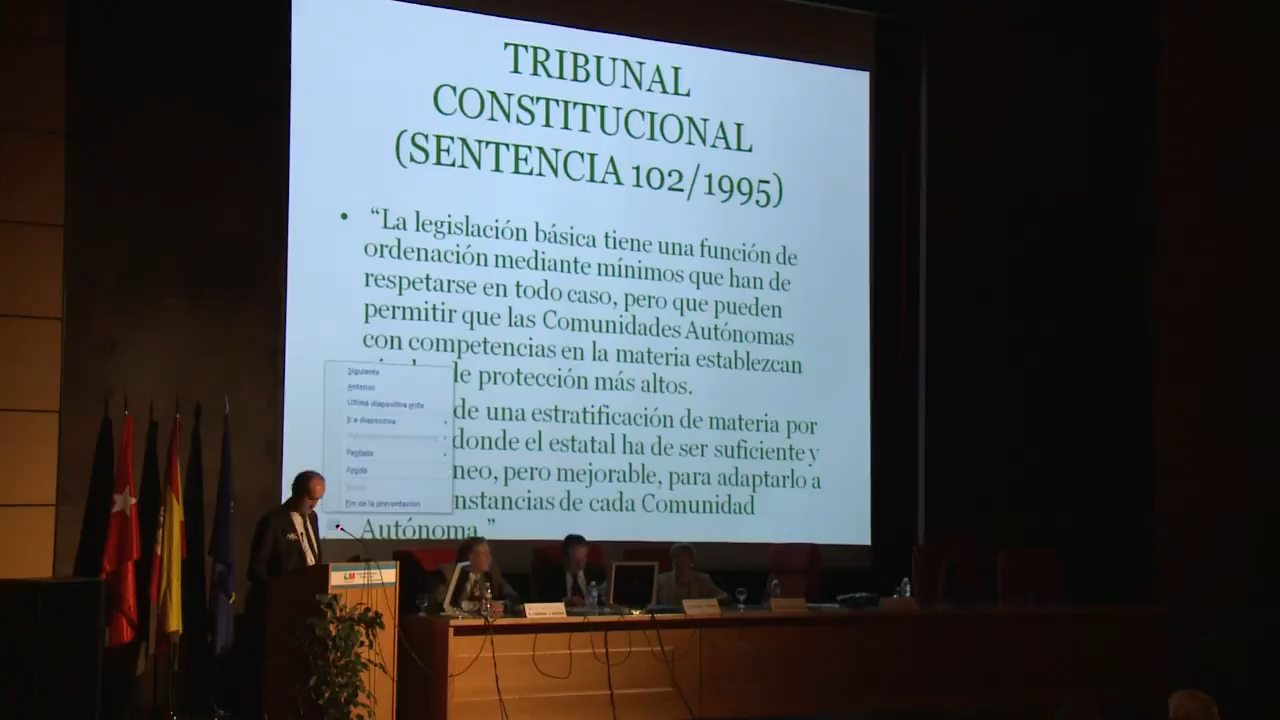 TRIBUNAL
CONSTITUCIONAL
(SENTENCIA 102/1995)
• “La legislación básica tiene una función de
ordenación mediante mínimos que han de
respetarse en todo caso, pero que pueden
permitir que las Comunidades Autónomas
con competencias en la materia establezcan
de protección más altos.
de una estratificación de materia por
donde el estatal ha de ser suficiente y
neo, pero mejorable, para adaptarlo a
nstancias de cada Comunidad
Autónoma.”
Siguiente
Anterior
Última diapositiva vista
Ir a diapositiva
Pantalla
Ayuda
Fin de la presentación